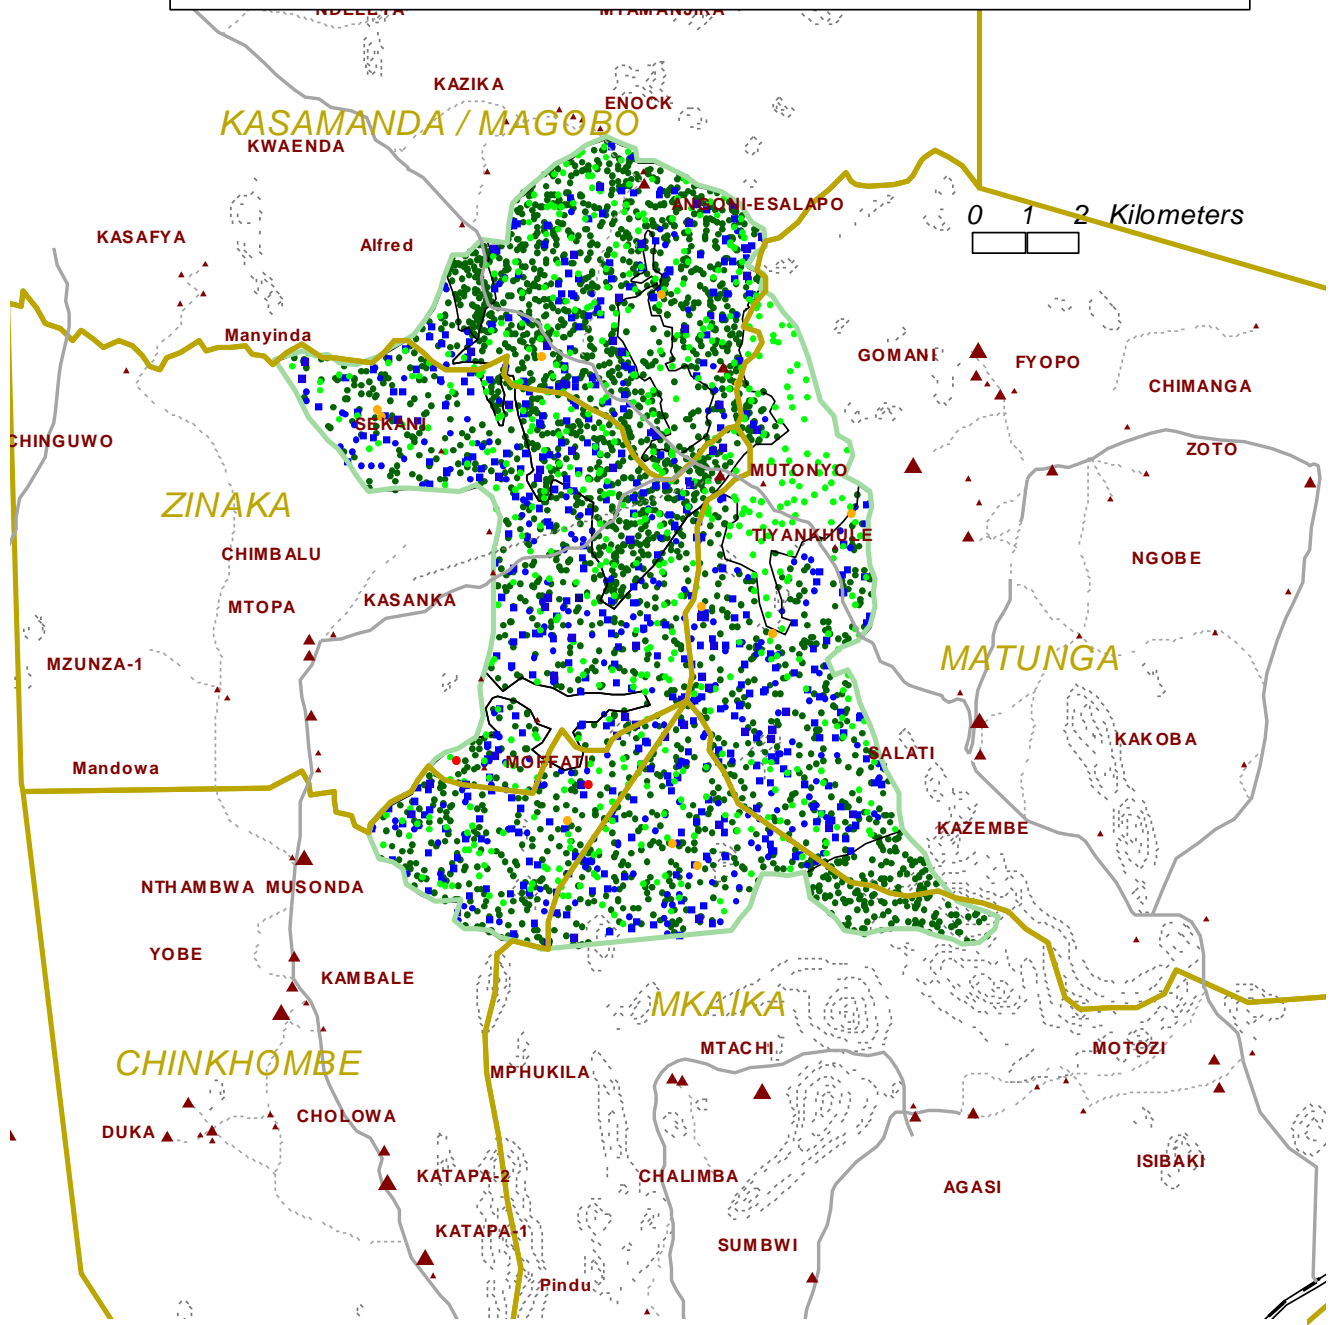 KAZIKA
ENOCK
KASAMANDA / MAGOBO
KWAENDA
ANGONI-ESALAPO
0 1 2 Kilometers
KASAFYA
Alfred
Manyinda
GOMANI
FYOPO
CHIMANGA
SEKANI
CHINGUWO
ZOTO
MUTONYO
ZINAKA
TIYANKHULE
CHIMBALU
NGOBE
MTOPA
KASANKA
MZUNZA-1
MATUNGA
KAKOBA
SALATI
MOFFATI
Mandowa
KAZEMBE
NTHAMBWA MUSONDA
YOBE
KAMBALE
MKAIKA
MTACHI
MOTOZI
CHINKHOMBE
MPHUKILA
CHOLOWA
DUKA
ISIBAKI
KATAPA-2
CHALIMBA
AGASI
KATAPA-1
SUMBWI
Pindu